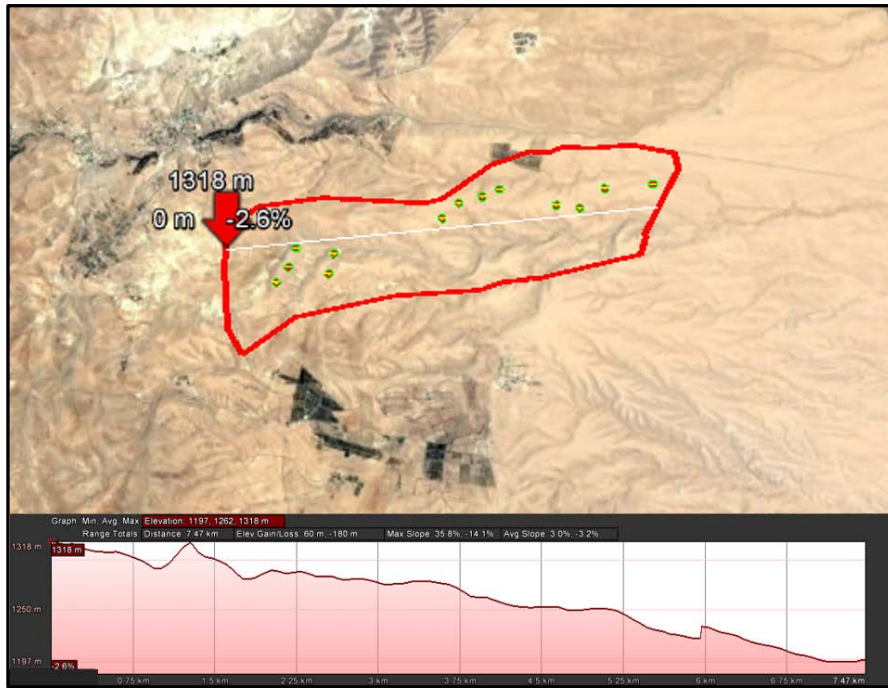 1318 m
0 m -2.6%
Graph: Min, Avg, Max Elevation: 1197, 1262, 1318 m
Range Totals: Distance: 7.47 km Elev Gain/Loss: 60 m, -180 m Max Slope: 35.8%, -14.1% Avg Slope: 3.0%, -3.2%
1318 m
1318 m
1250 m
1197 m
-2.6%
0.75 km 1.5 km 2.25 km 3 km 3.75 km 4.5 km 5.25 km 6 km 6.75 km 7.47 km